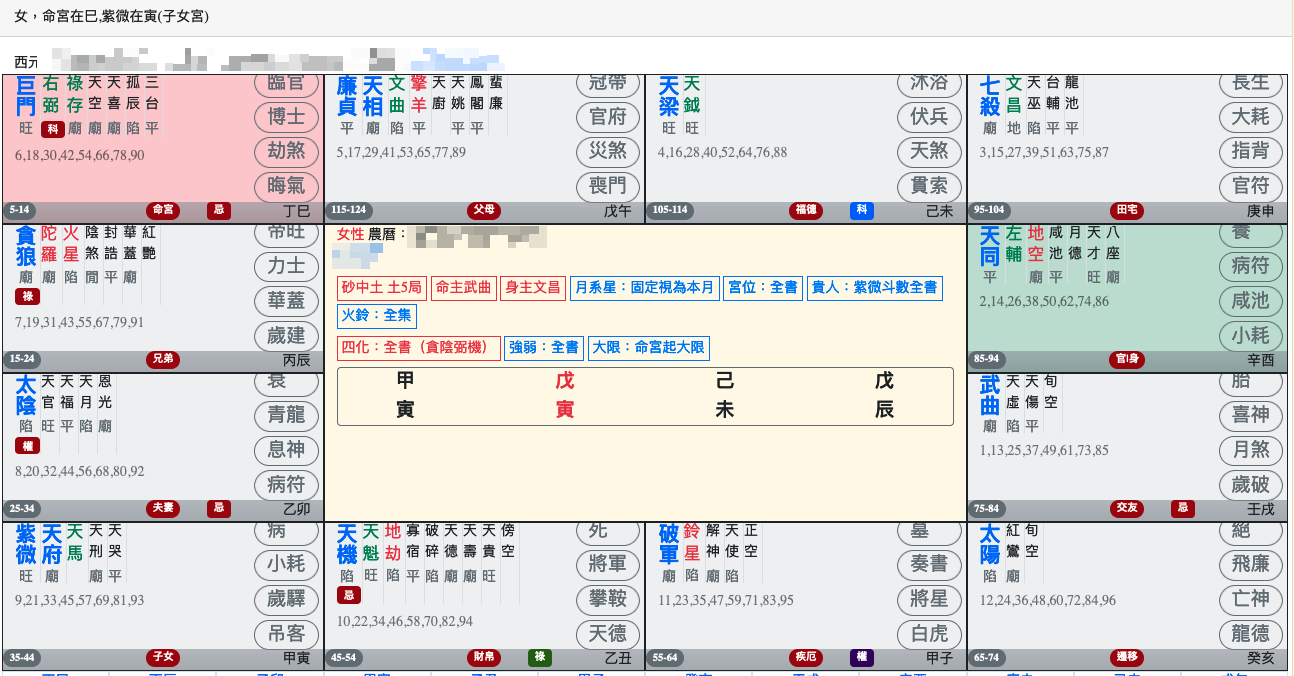 女，命宮在巳,紫微在寅(子女宮)
西元
巨門 右弼 祿存 天空 天喜 孤辰 三台
旺 科 廟 廟 廟 陷 平
6,18,30,42,54,66,78,90
臨官
博士
劫煞
晦氣
5-14 命宮 忌 丁巳
廉貞 天相 文曲 擎羊 天廚 天姚 鳳閣 蜚廉
平 廟 陷 陷 平 平
5,17,29,41,53,65,77,89
冠帶
官府
災煞
喪門
115-124 父母 戊午
天梁 天鉞
旺 旺
4,16,28,40,52,64,76,88
沐浴
伏兵
天煞
貫索
105-114 福德 科 己未
七殺 文昌 天巫 台輔 龍池
廟 地 陷 平 平
3,15,27,39,51,63,75,87
長生
大耗
指背
官符
95-104 田宅 庚申
貪狼 陀羅 火星 陰煞 封誥 華蓋 紅艷
廟 廟 陷 閒 平 廟
祿
7,19,31,43,55,67,79,91
帝旺
力士
華蓋
歲建
15-24 兄弟 丙辰
女性 農曆：
砂中土 土5局 命主武曲 身主文昌 月系星：固定視為本月 宮位：全書 貴人：紫微斗數全書
火鈴：全集
四化：全書（貪陰弼機） 強弱：全書 大限：命宮起大限
甲 戊 己 戊
寅 寅 未 辰
天同 左輔 地空 咸池 月德 天才 八座
平 廟 平 旺 廟
2,14,26,38,50,62,74,86
養
病符
咸池
小耗
85-94 官|身 辛酉
太陰 天官 天福 天月 恩光
陷 旺 平 陷 廟
權
8,20,32,44,56,68,80,92
衰
青龍
息神
病符
25-34 夫妻 忌 乙卯
武曲 天虛 天傷 旬空
廟 陷 平
1,13,25,37,49,61,73,85
胎
喜神
月煞
歲破
75-84 交友 忌 壬戌
紫微 天府 天馬 天刑 天哭
旺 廟 廟 平
9,21,33,45,57,69,81,93
病
小耗
歲驛
吊客
35-44 子女 甲寅
天機 天魁 地劫 寡宿 破碎 天德 天壽 天貴 傍空
陷 旺 陷 平 陷 廟 廟 旺
忌
10,22,34,46,58,70,82,94
死
將軍
攀鞍
天德
45-54 財帛 祿 乙丑
破軍 鈴星 解神 天使 正空
廟 陷 廟 陷
11,23,35,47,59,71,83,95
墓
奏書
將星
白虎
55-64 疾厄 權 甲子
太陽 紅鸞 旬空
陷 廟
12,24,36,48,60,72,84,96
絕
飛廉
亡神
龍德
65-74 遷移 癸亥